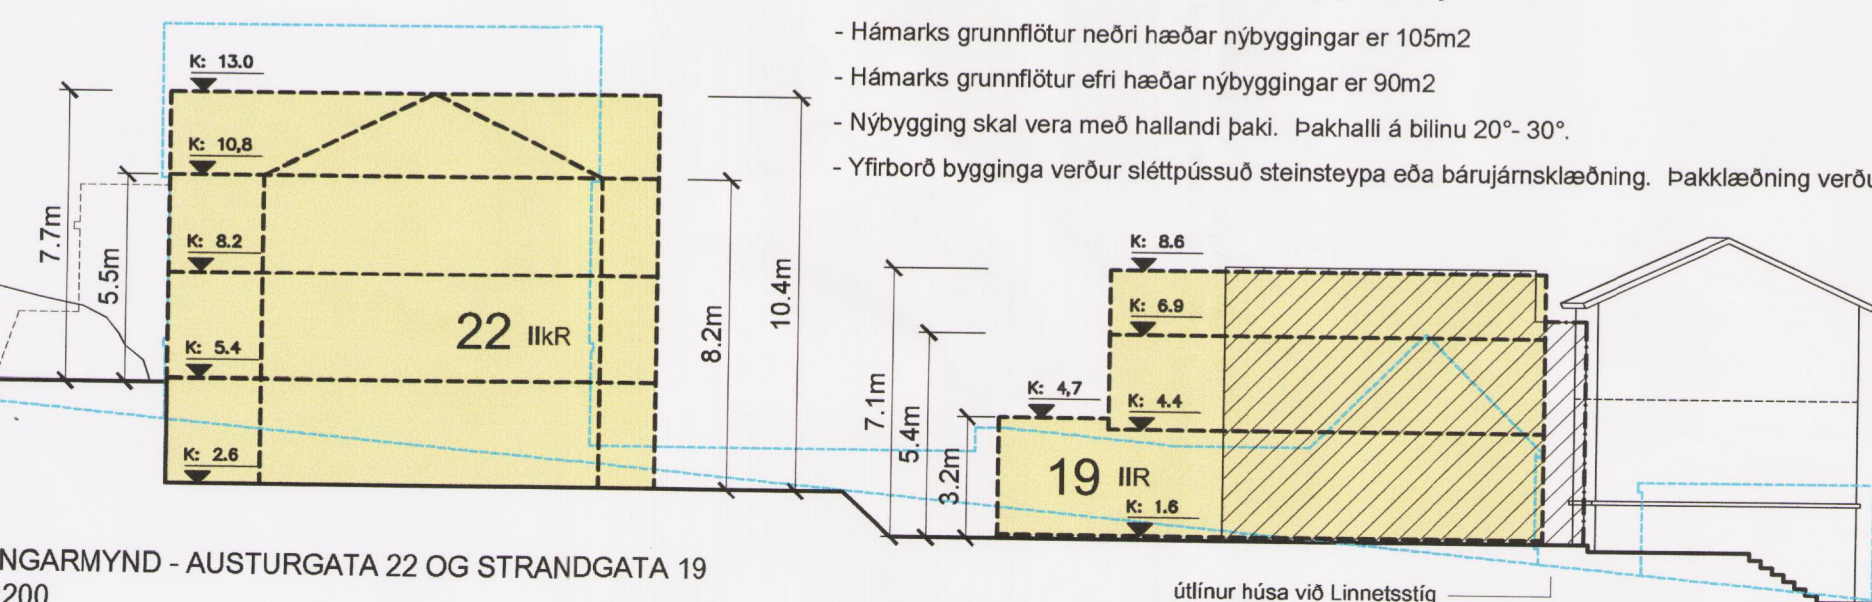 - Hámarks grunnflötur neðri hæðar nýbyggingar er 105m2
- Hámarks grunnflötur efri hæðar nýbyggingar er 90m2
- Nýbygging skal vera með hallandi þaki. Þakhalli á bilinu 20°- 30°.
- Yfirborð bygginga verður sléttpússuð steinsteypa eða bárujárnsklæðning. Þakklæðning
K: 13.0
K: 10,8
K: 8.2
K: 5.4
K: 2.6
7.7m
5.5m
22 IIkR
8.2m
10.4m
K: 8.6
K: 6.9
K: 4,7
K: 4.4
K: 1.6
7.1m
5.4m
3.2m
19 IIR
NGARMYND - AUSTURGATA 22 OG STRANDGATA 19
200
útlínur húsa við Linnetsstíg